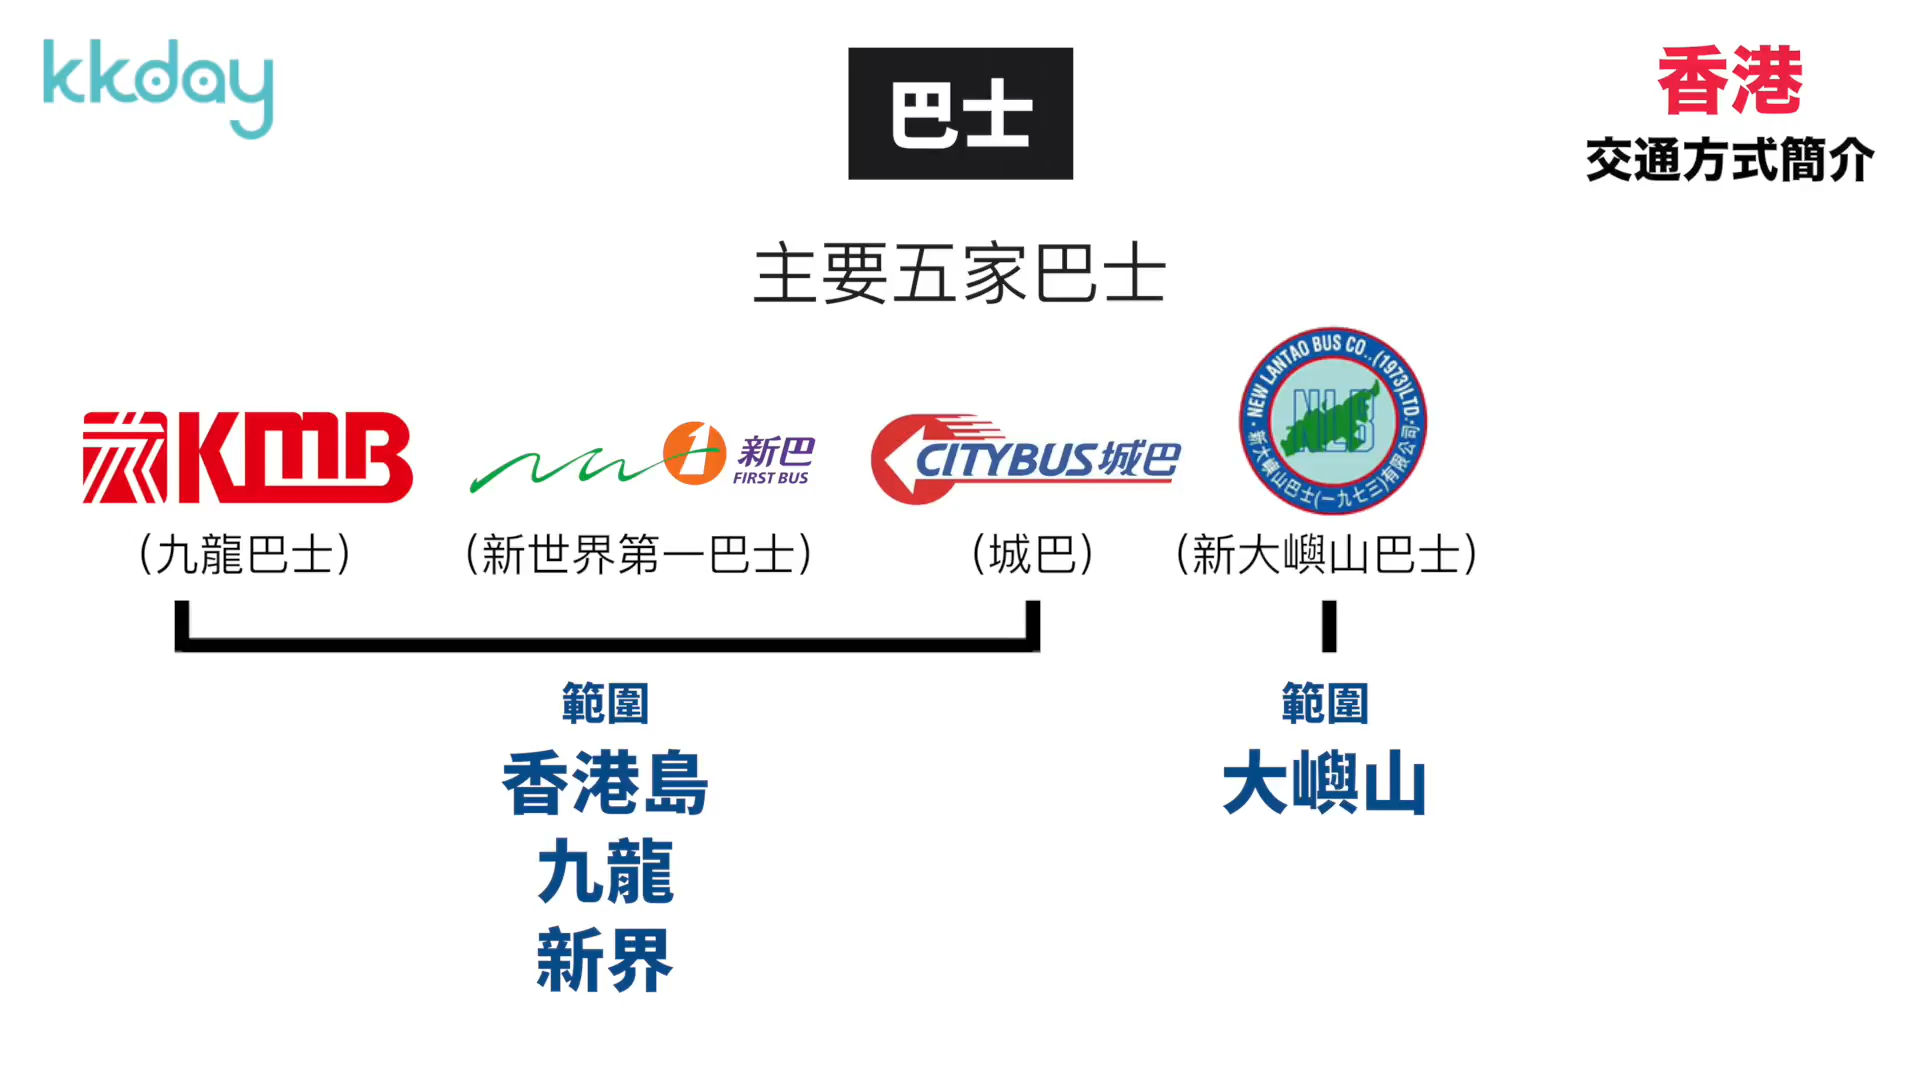 kkday
巴士
香港
交通方式簡介
主要五家巴士
KMB
新巴
FIRST BUS
CITYBUS城巴
NEW LANTAO BUS CO.,(1973)LTD.
NLB
新大嶼山巴士(一九七三)有限公司
(九龍巴士)
(新世界第一巴士)
(城巴)
(新大嶼山巴士)
範圍
香港島
九龍
新界
範圍
大嶼山